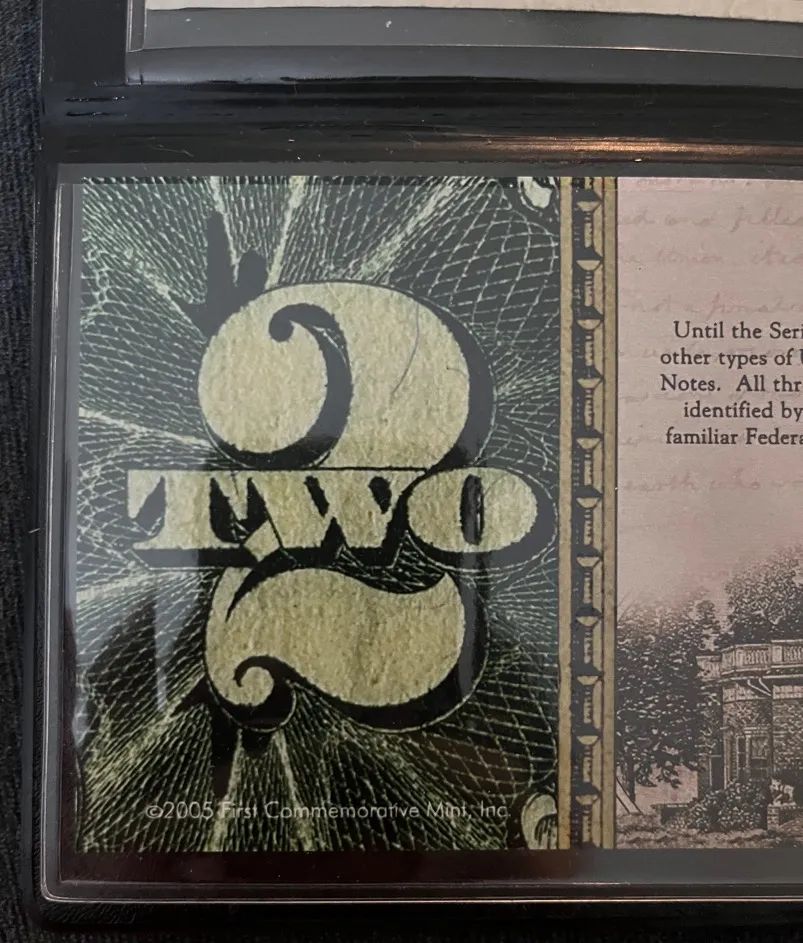 2
TWO
Until the Seri
other types of U
Notes. All thr
identified by
familiar Federa
©2005 First Commemorative Mint, Inc.